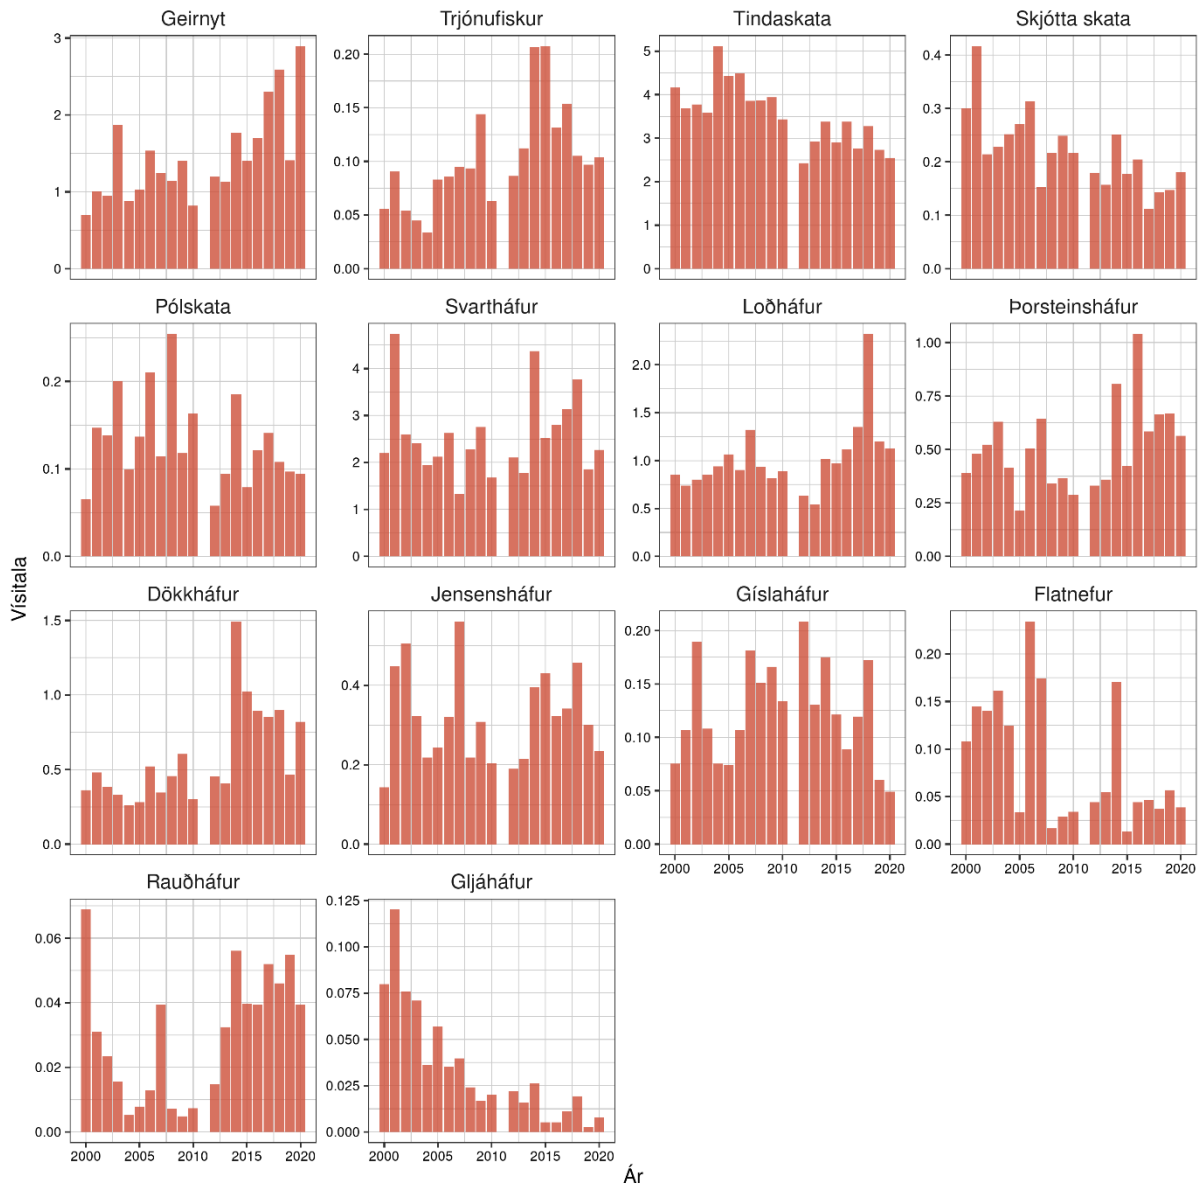 Geirnyt Trjónufiskur Tindaskata Skjótta skata
3 0.20 5 0.4
2 0.15 4 0.3
1 0.10 3 0.2
0 0.05 2 0.1
0.00 1 0.0
0
Pólskata Svartháfur Loðháfur Þorsteinsháfur
0.2 4 2.0 1.00
0.1 3 1.5 0.75
0.0 2 1.0 0.50
1 0.5 0.25
0 0.0 0.00
Vísitala
Dökkháfur Jensensháfur Gíslaháfur Flatnefur
1.5 0.4 0.20 0.20
1.0 0.2 0.15 0.15
0.5 0.0 0.10 0.10
0.0 0.05 0.05
0.00 0.00
2000 2005 2010 2015 2020 2000 2005 2010 2015 2020
Rauðháfur Gljáháfur
0.06 0.125
0.04 0.100
0.02 0.075
0.00 0.050
0.025
0.000
2000 2005 2010 2015 2020 2000 2005 2010 2015 2020
Ár